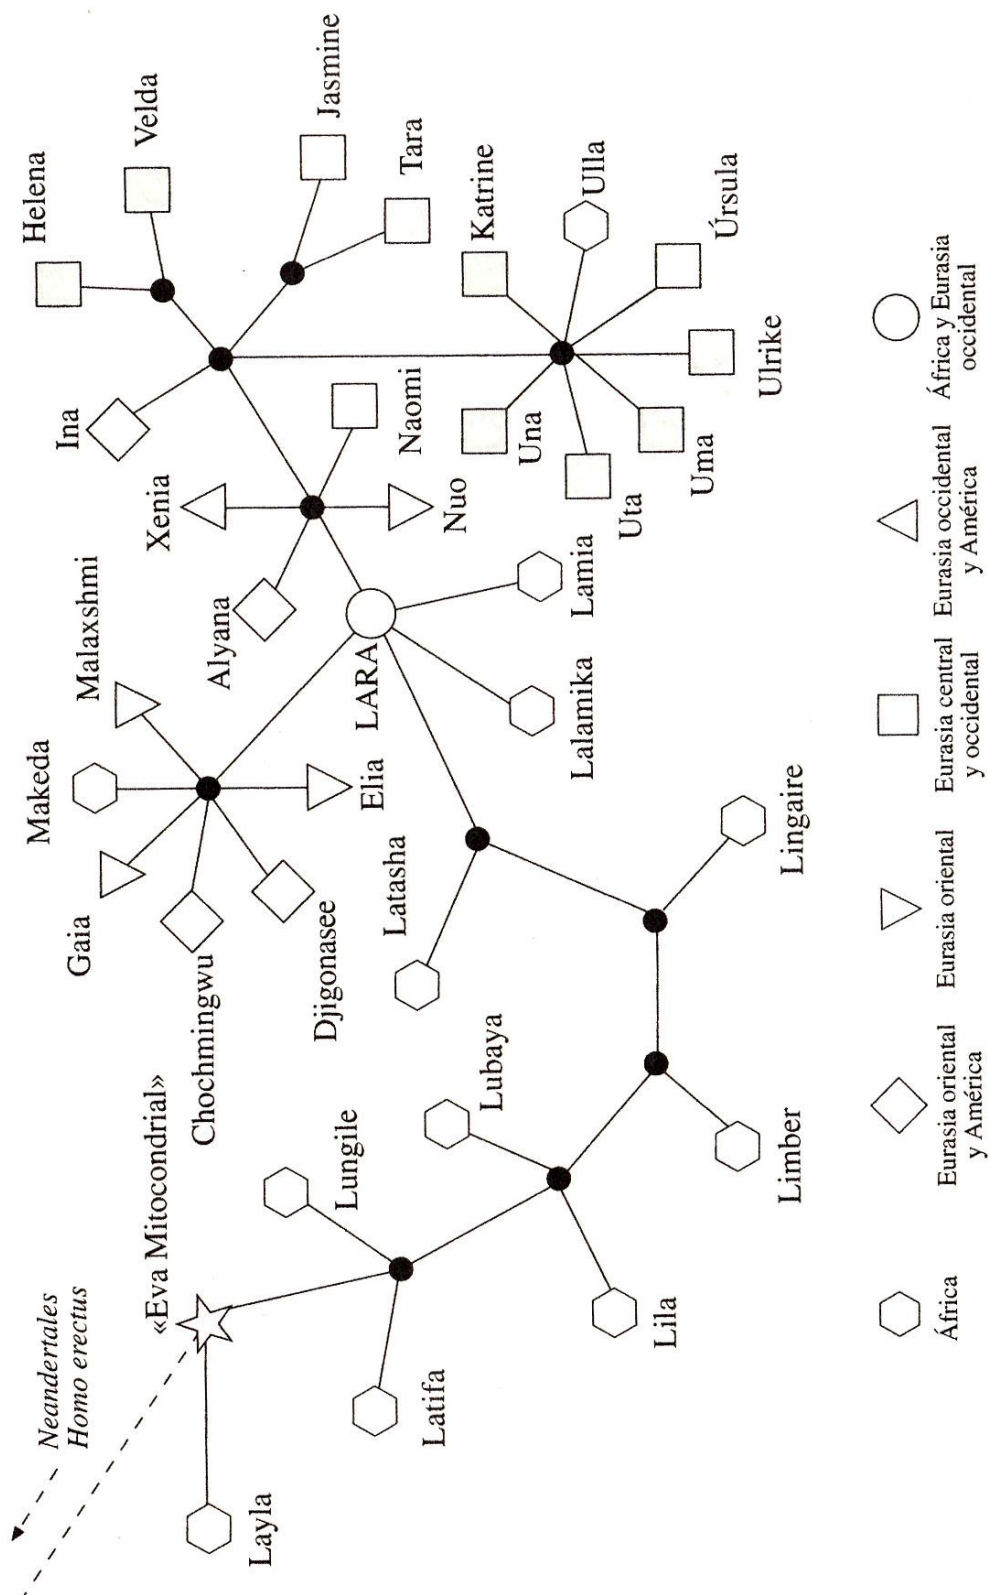 Neandertales
Homo erectus
«Eva Mitocondrial»
Layla
Latifa
Lungile
Lila
Lubaya
Limber
Lingaire
Latasha
Lalamika
Lamia
LARA
Gaia
Makeda
Malaxshmi
Chochmingwu
Djigonasee
Elia
Alyana
Xenia
Nuo
Naomi
Ina
Helena
Velda
Jasmine
Tara
Katrine
Ulla
Úrsula
Ulrike
Uma
Uta
Una
África
Eurasia oriental
y América
Eurasia oriental
Eurasia central
y occidental
Eurasia occidental
y América
África y Eurasia
occidental